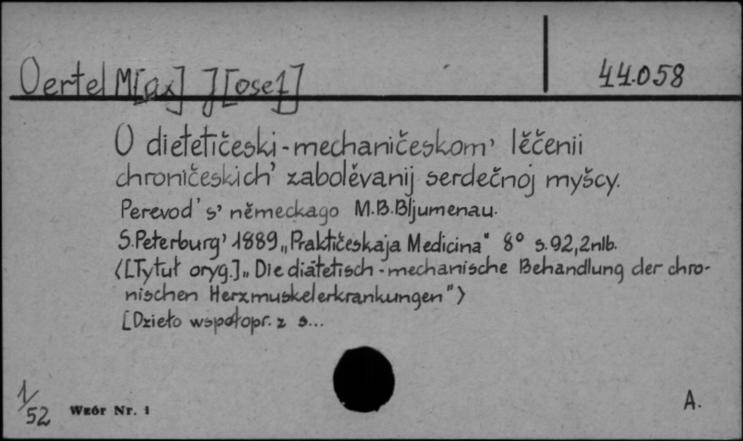 Oertel M[ax] J[osef]
44.058
O dietetičeski-mechaničeskom' lěčenii
chroničeskich' zabolěvanij serdečnoj myšcy.
Perevod' s' německago M.B.Bljumenau.
S.Peterburg' 1889 „Praktičeskaja Medicina" 8° s.92,2nlb.
⟨[Tytuł oryg.] „Die diätetisch-mechanische Behandlung der chro-
nischen Herzmuskelerkrankungen"⟩
[Dzieło współopr. z s...
1/52
Wzór Nr. 1
A.